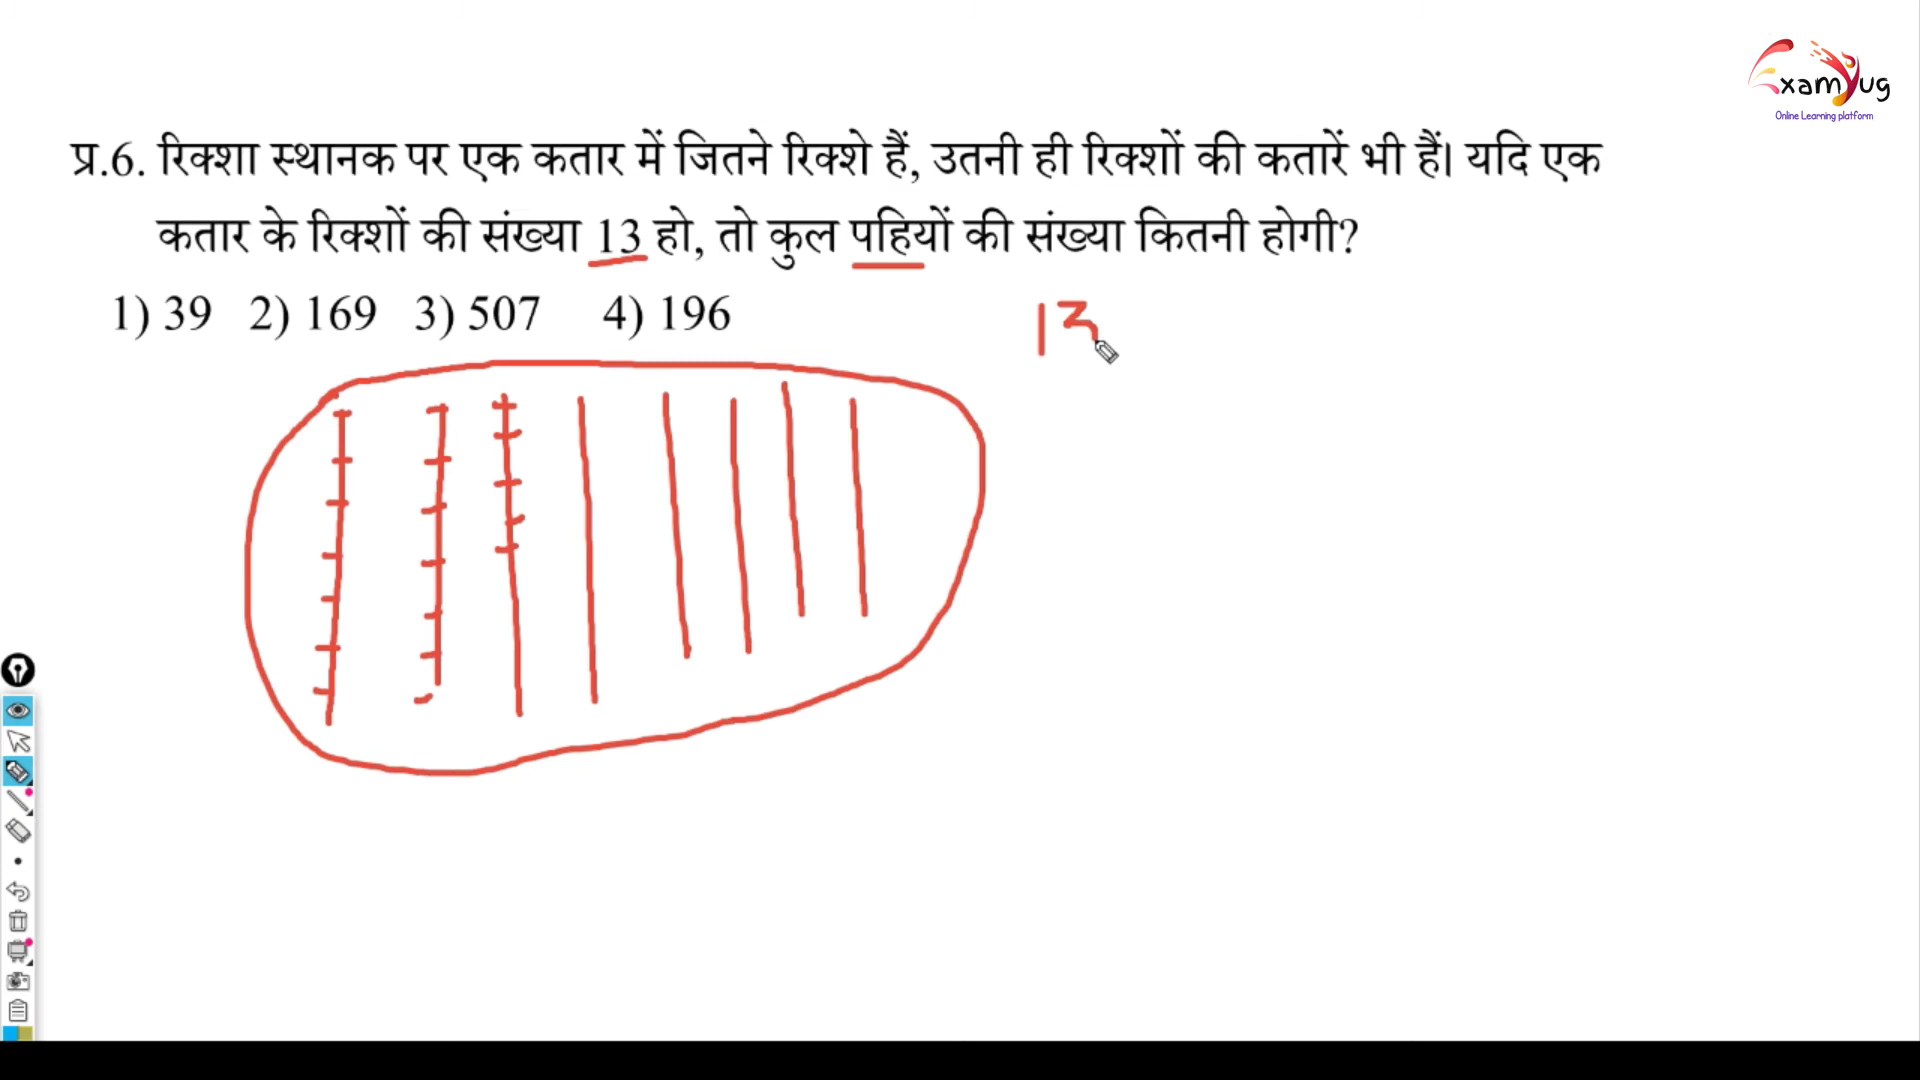 ExamYug
Online Learning platform
प्र.6. रिक्शा स्थानक पर एक कतार में जितने रिक्शे हैं, उतनी ही रिक्शों की कतारें भी हैं। यदि एक
कतार के रिक्शों की संख्या 13 हो, तो कुल पहियों की संख्या कितनी होगी?
1) 39 2) 169 3) 507 4) 196
13